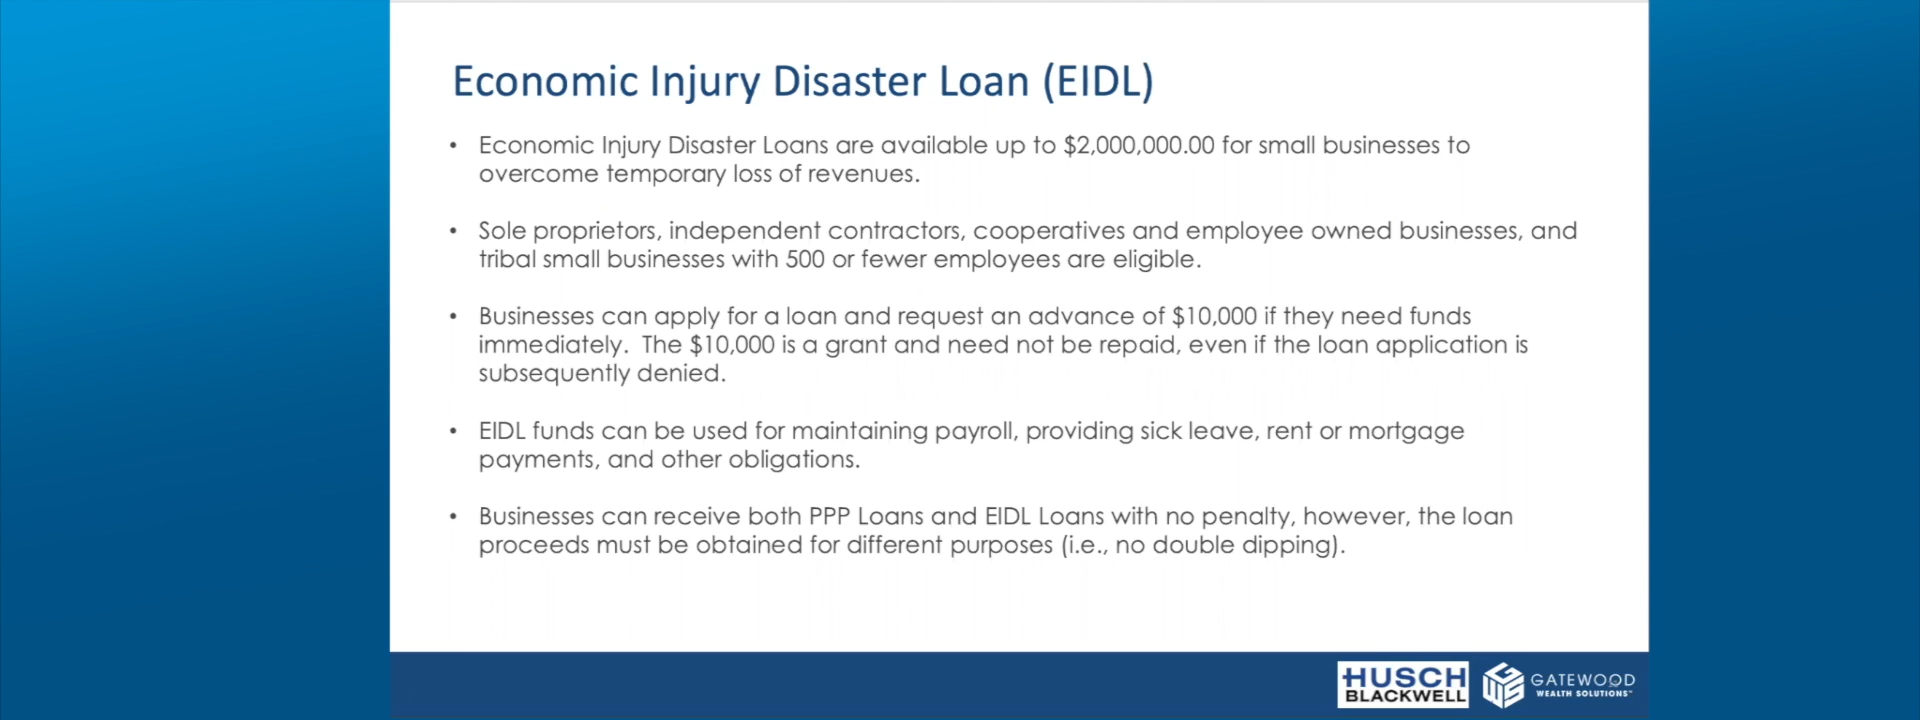 Economic Injury Disaster Loan (EIDL)
• Economic Injury Disaster Loans are available up to $2,000,000.00 for small businesses to
overcome temporary loss of revenues.
• Sole proprietors, independent contractors, cooperatives and employee owned businesses, and
tribal small businesses with 500 or fewer employees are eligible.
• Businesses can apply for a loan and request an advance of $10,000 if they need funds
immediately.  The $10,000 is a grant and need not be repaid, even if the loan application is
subsequently denied.
• EIDL funds can be used for maintaining payroll, providing sick leave, rent or mortgage
payments, and other obligations.
• Businesses can receive both PPP Loans and EIDL Loans with no penalty, however, the loan
proceeds must be obtained for different purposes (i.e., no double dipping).
HUSCH
BLACKWELL
GWS
GATEWOOD
WEALTH SOLUTIONS™